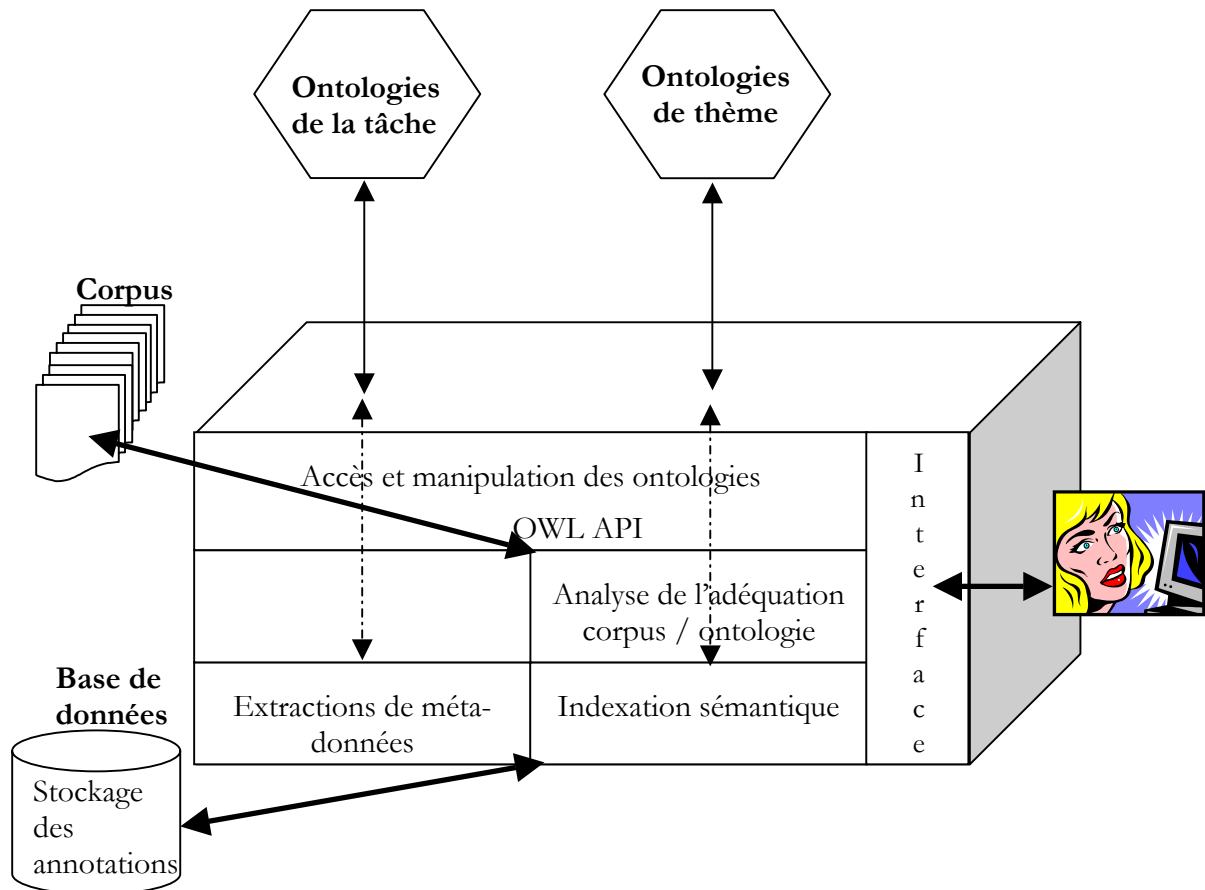 Ontologies
de la tâche
Ontologies
de thème
Corpus
Accès et manipulation des ontologies
OWL API
Analyse de l'adéquation
corpus / ontologie
Extractions de méta-
données
Indexation sémantique
I
n
t
e
r
f
a
c
e
Base de
données
Stockage
des
annotations